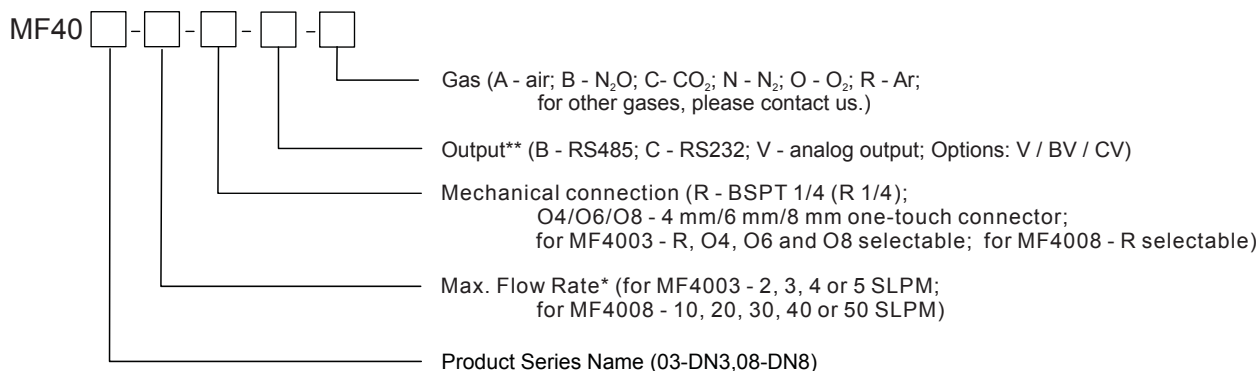 MF40 - - - -
Gas (A - air; B - N₂O; C- CO₂; N - N₂; O - O₂; R - Ar;
for other gases, please contact us.)
Output** (B - RS485; C - RS232; V - analog output; Options: V / BV / CV)
Mechanical connection (R - BSPT 1/4 (R 1/4);
O4/O6/O8 - 4 mm/6 mm/8 mm one-touch connector;
for MF4003 - R, O4, O6 and O8 selectable; for MF4008 - R selectable)
Max. Flow Rate* (for MF4003 - 2, 3, 4 or 5 SLPM;
for MF4008 - 10, 20, 30, 40 or 50 SLPM)
Product Series Name (03-DN3,08-DN8)